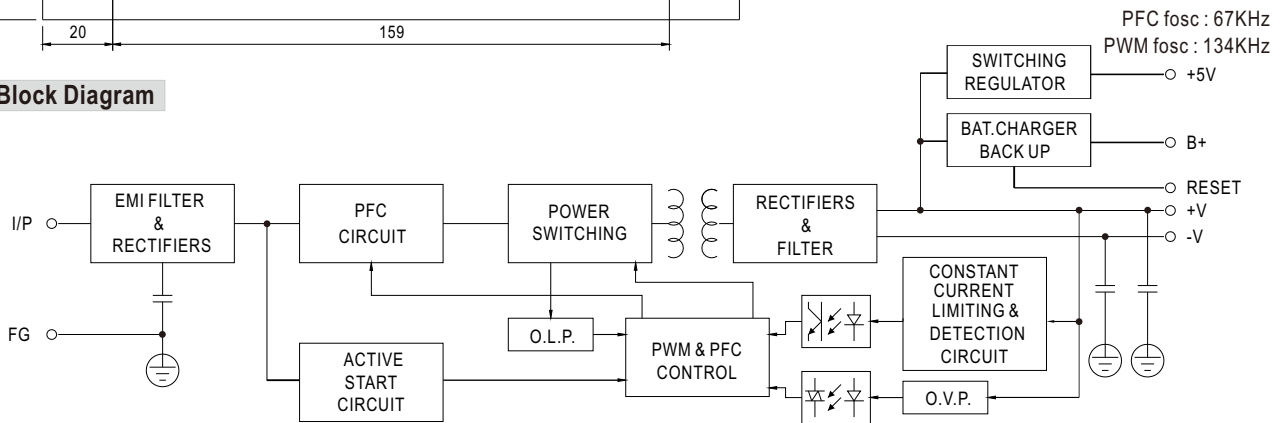 20
159
PFC fosc : 67KHz
PWM fosc : 134KHz
Block Diagram
SWITCHING
REGULATOR
+5V
BAT.CHARGER
BACK UP
B+
RESET
+V
-V
I/P
EMI FILTER
&
RECTIFIERS
PFC
CIRCUIT
POWER
SWITCHING
RECTIFIERS
&
FILTER
FG
O.L.P.
PWM & PFC
CONTROL
CONSTANT
CURRENT
LIMITING &
DETECTION
CIRCUIT
ACTIVE
START
CIRCUIT
O.V.P.